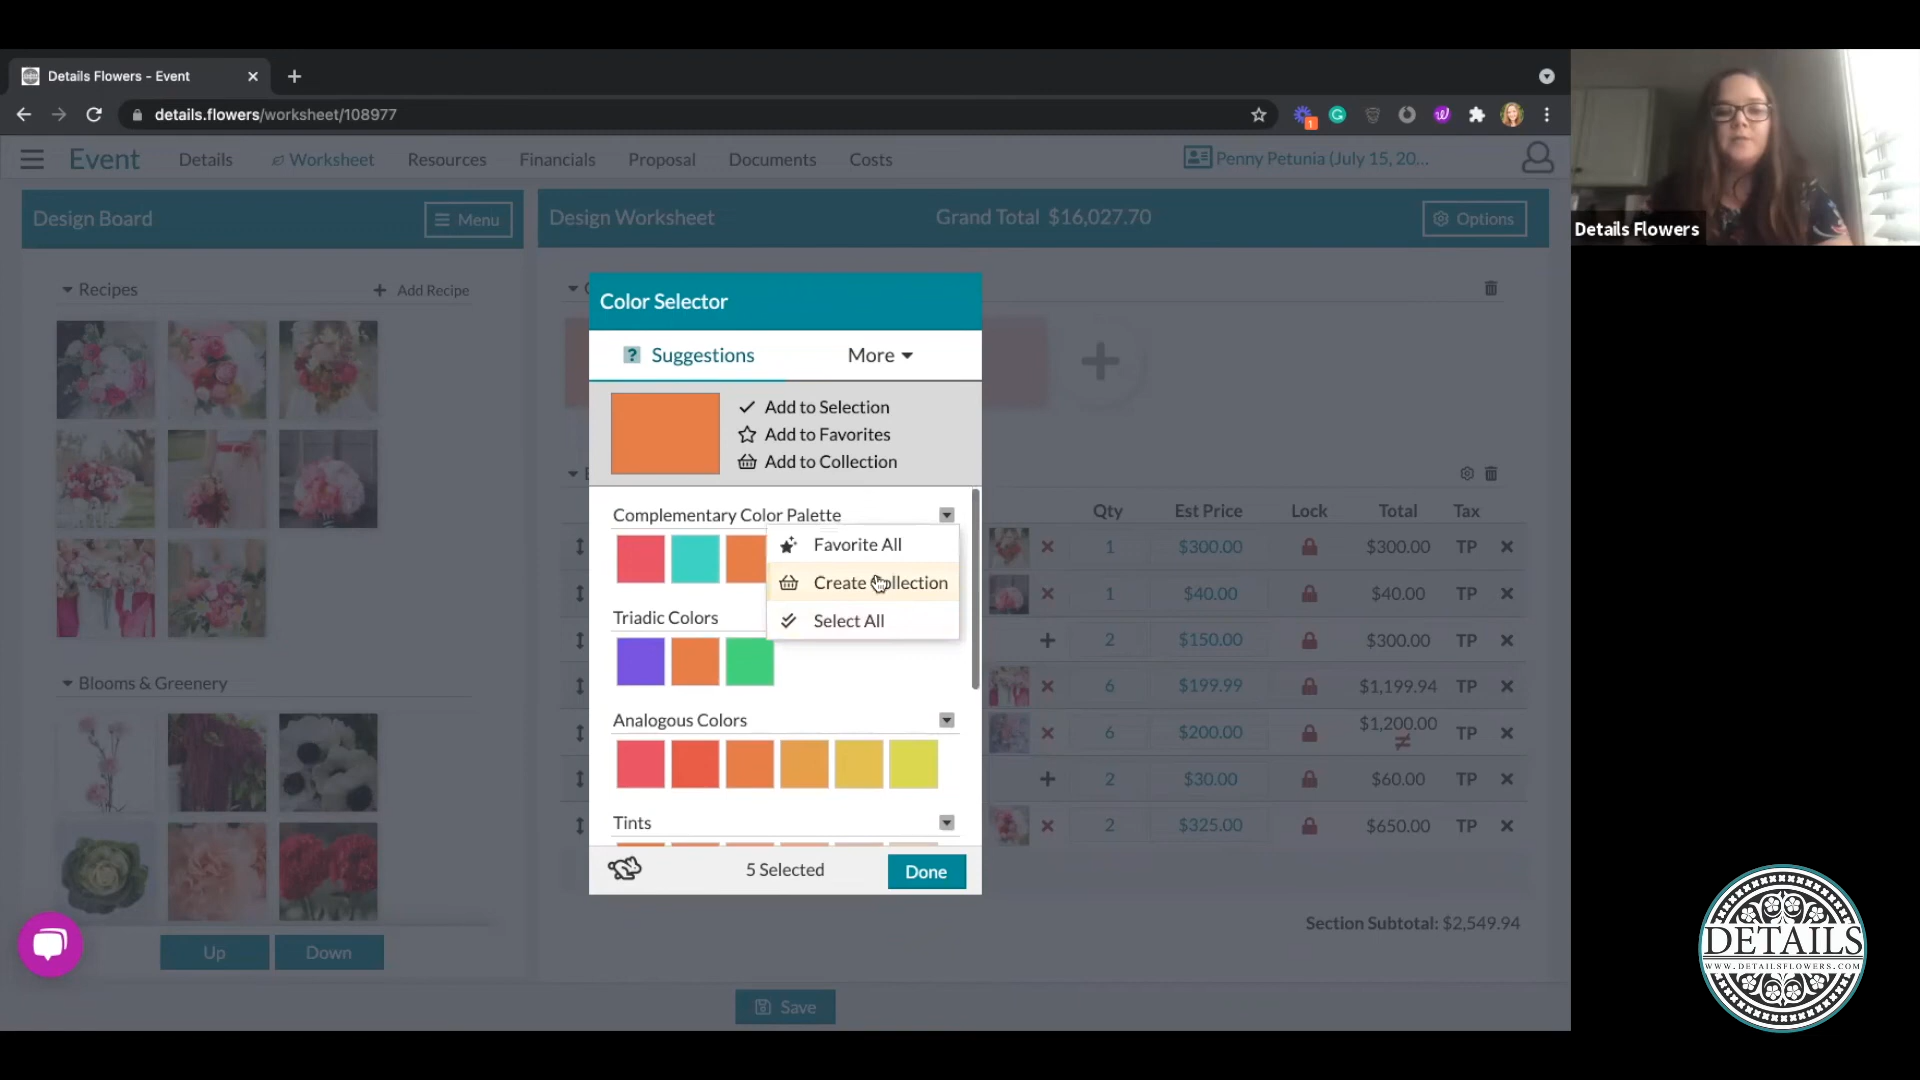 Details Flowers - Event
details.flowers/worksheet/108977
1
Event
Details
Worksheet
Resources
Financials
Proposal
Documents
Costs
Penny Petunia (July 15, 20...
Details Flowers
Design Board
Menu
Design Worksheet
Grand Total $16,027.70
Options
Recipes
+ Add Recipe
Color Selector
? Suggestions
More
Add to Selection
Add to Favorites
Add to Collection
Complementary Color Palette
Favorite All
Create Collection
Select All
Triadic Colors
Analogous Colors
Tints
5 Selected
Done
Qty Est Price Lock Total Tax
1 $300.00 $300.00 TP
1 $40.00 $40.00 TP
2 $150.00 $300.00 TP
6 $199.99 $1,199.94 TP
6 $200.00 $1,200.00 TP
2 $30.00 $60.00 TP
2 $325.00 $650.00 TP
Section Subtotal: $2,549.94
Blooms & Greenery
Up
Down
Save
DETAILS
WWW.DETAILSFLOWERS.COM